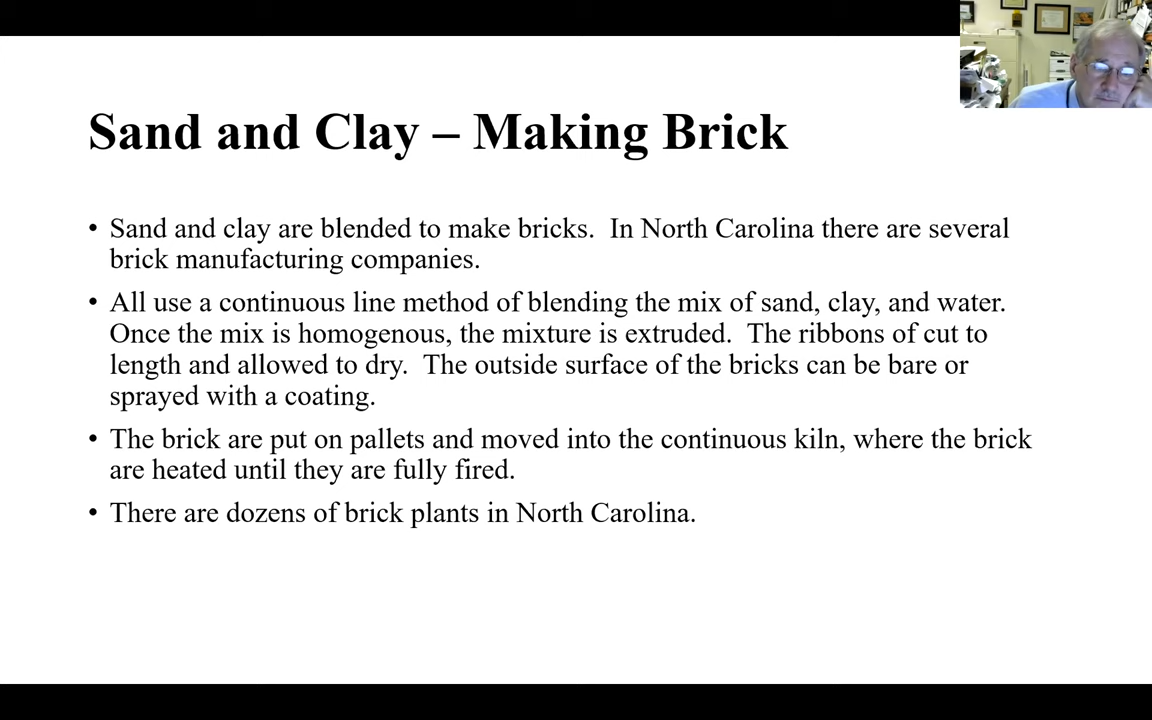 Sand and Clay – Making Brick
• Sand and clay are blended to make bricks.  In North Carolina there are several
brick manufacturing companies.
• All use a continuous line method of blending the mix of sand, clay, and water.
Once the mix is homogenous, the mixture is extruded.  The ribbons of cut to
length and allowed to dry.  The outside surface of the bricks can be bare or
sprayed with a coating.
• The brick are put on pallets and moved into the continuous kiln, where the brick
are heated until they are fully fired.
• There are dozens of brick plants in North Carolina.